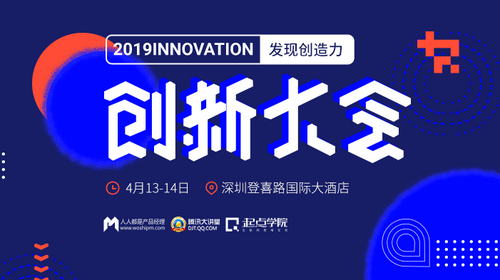 2019INNOVATION 发现创造力
创新大会
4月13-14日 深圳登喜路国际大酒店
人人都是产品经理 腾讯大讲堂 起点学院
www.woshipm.com DJT.QQ.COM